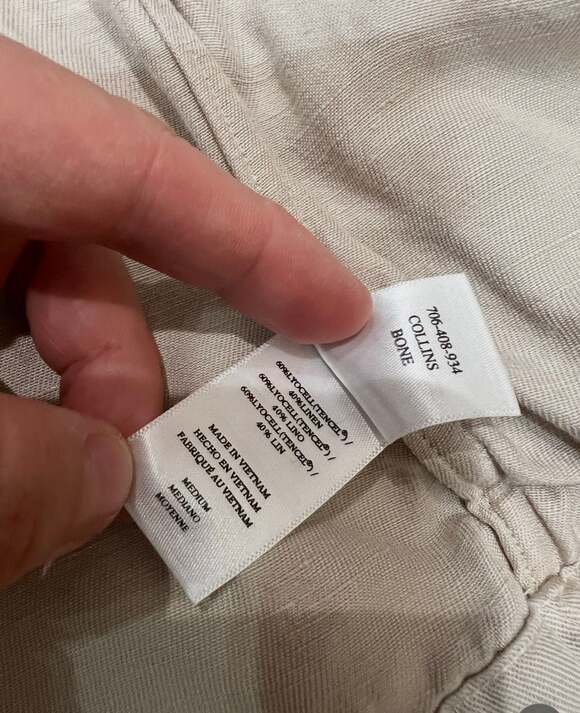 706-408-934
COLLINS
BONE
60%LYOCELL(TENCEL®) /
40%LINEN
60%LYOCELL(TENCEL®) /
40% LINO
60%LYOCELL(TENCEL®) /
40% LIN
MADE IN VIETNAM
HECHO EN VIETNAM
FABRIQUÉ AU VIETNAM
MEDIUM
MEDIANO
MOYENNE